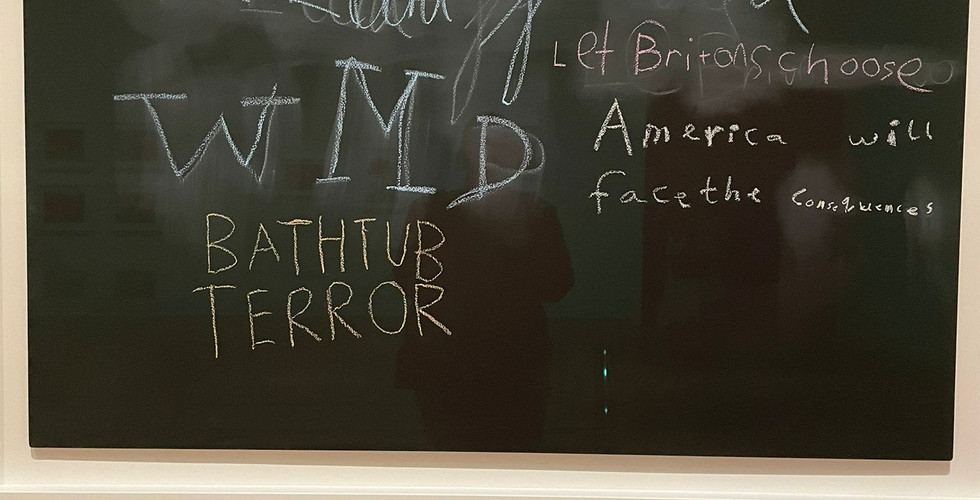 WMD
BATHTUB
TERROR
Let Britons choose
America will
face the consequences